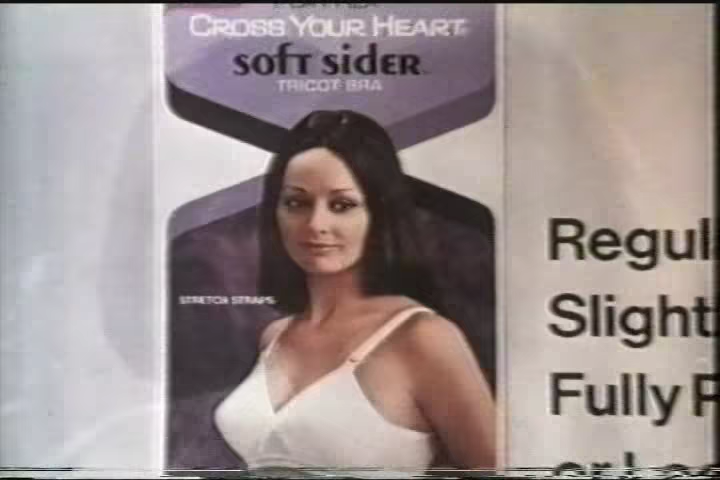 CROSS YOUR HEART
SOFT SIDER
TRICOT BRA
STRETCH STRAPS
Regul
Slight
Fully P